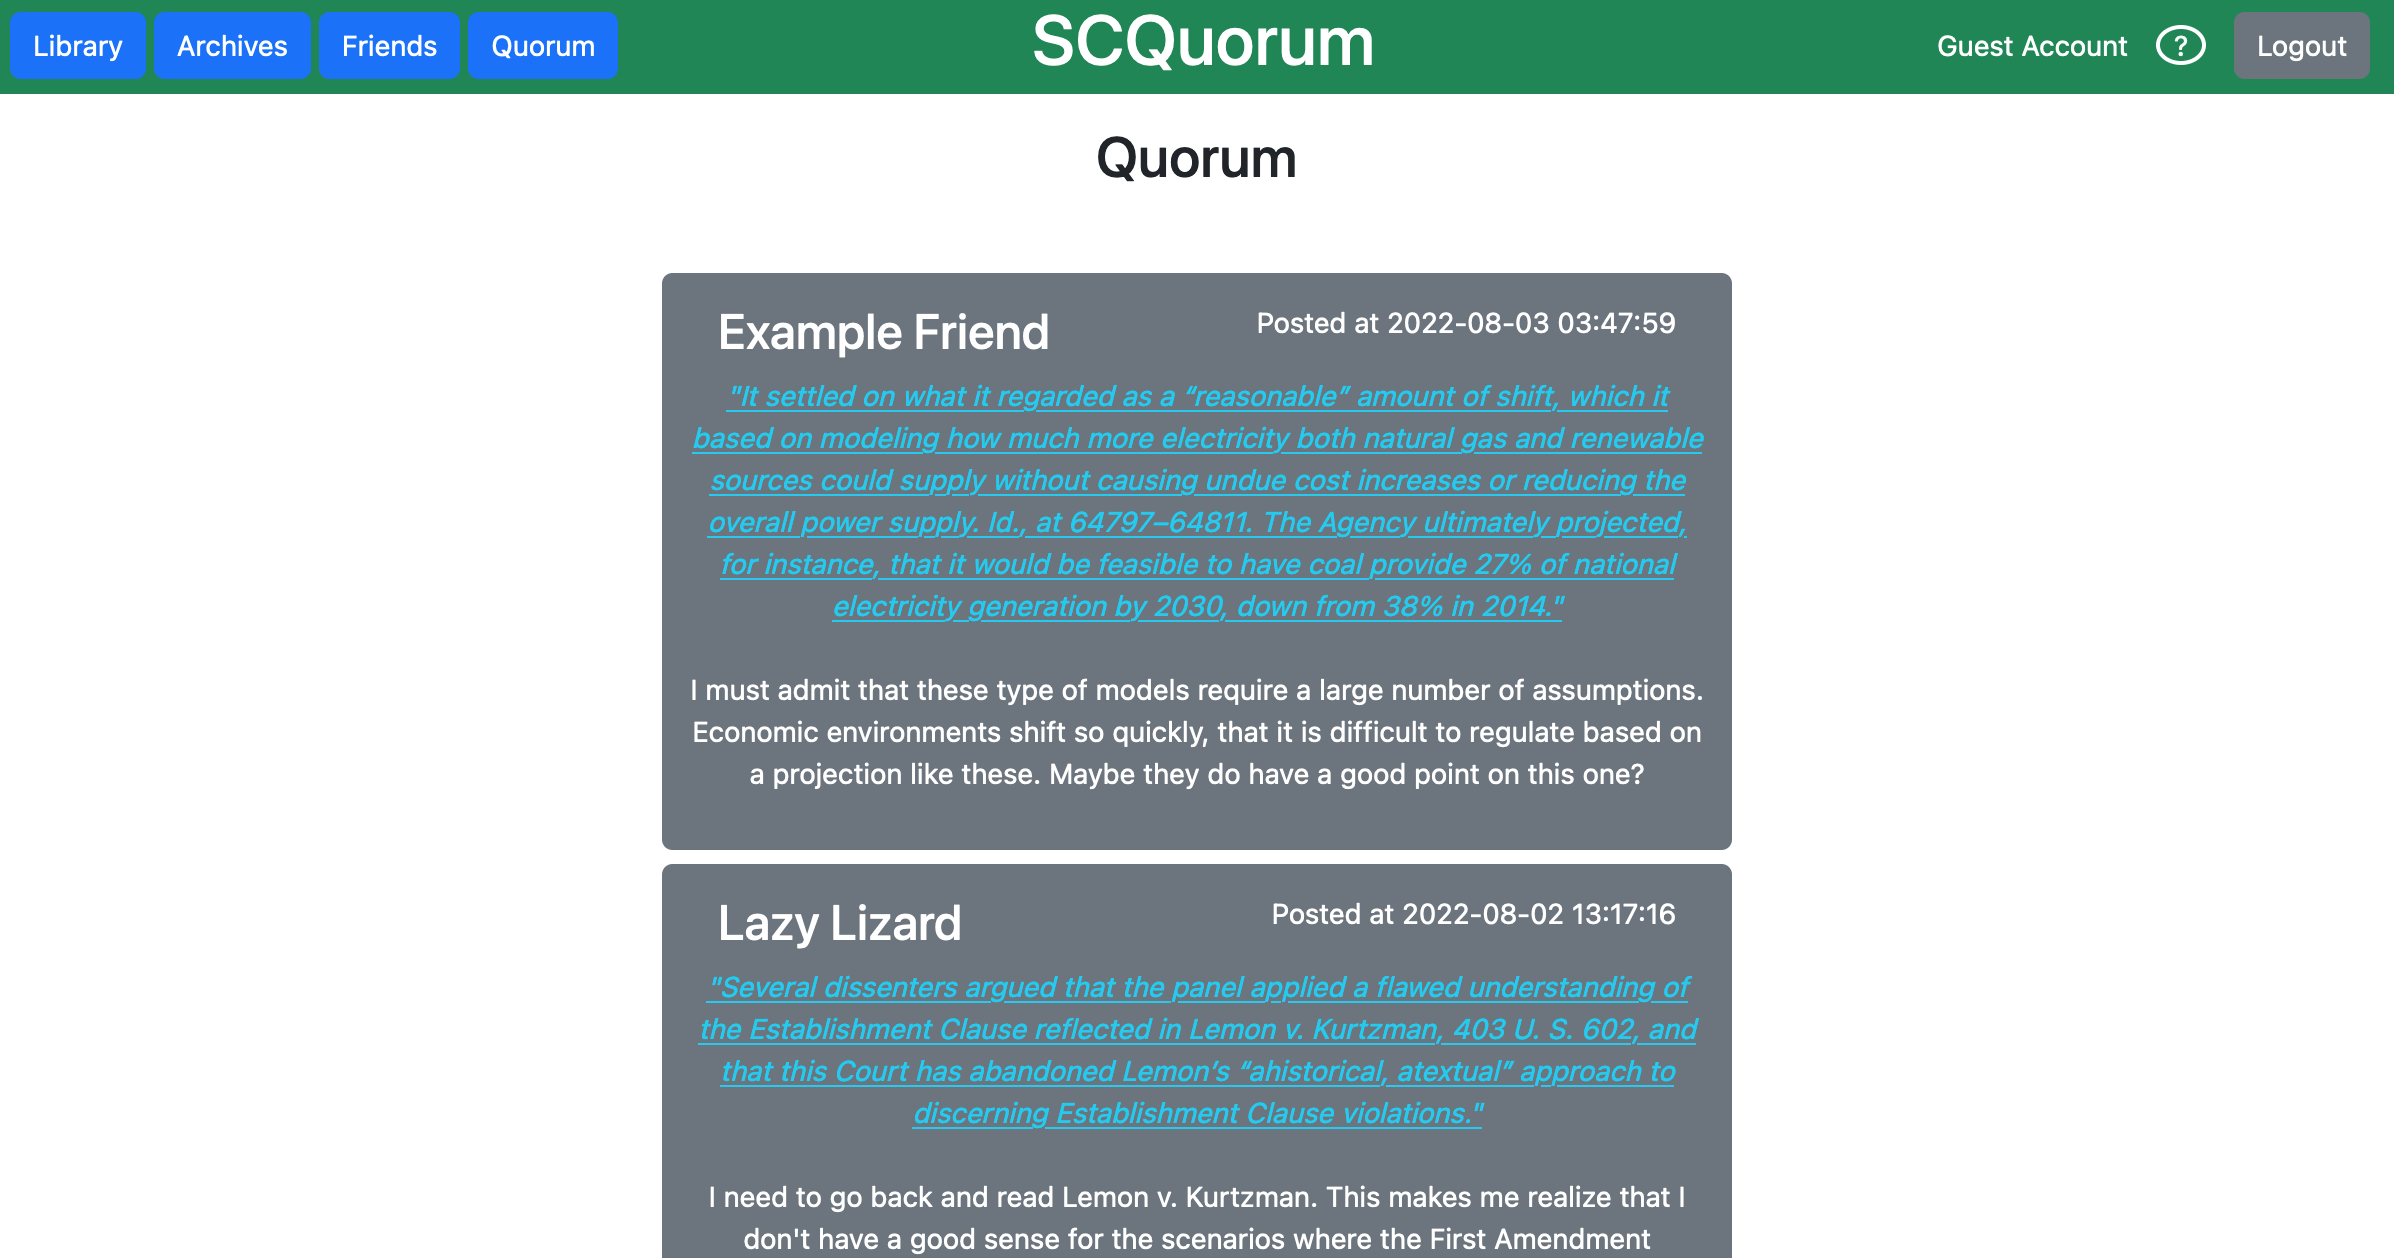 Library Archives Friends Quorum SCQuorum Guest Account ? Logout
Quorum
Example Friend Posted at 2022-08-03 03:47:59
"It settled on what it regarded as a “reasonable” amount of shift, which it
based on modeling how much more electricity both natural gas and renewable
sources could supply without causing undue cost increases or reducing the
overall power supply. Id., at 64797–64811. The Agency ultimately projected,
for instance, that it would be feasible to have coal provide 27% of national
electricity generation by 2030, down from 38% in 2014."
I must admit that these type of models require a large number of assumptions.
Economic environments shift so quickly, that it is difficult to regulate based on
a projection like these. Maybe they do have a good point on this one?
Lazy Lizard Posted at 2022-08-02 13:17:16
"Several dissenters argued that the panel applied a flawed understanding of
the Establishment Clause reflected in Lemon v. Kurtzman, 403 U. S. 602, and
that this Court has abandoned Lemon’s “ahistorical, atextual” approach to
discerning Establishment Clause violations."
I need to go back and read Lemon v. Kurtzman. This makes me realize that I
don't have a good sense for the scenarios where the First Amendment